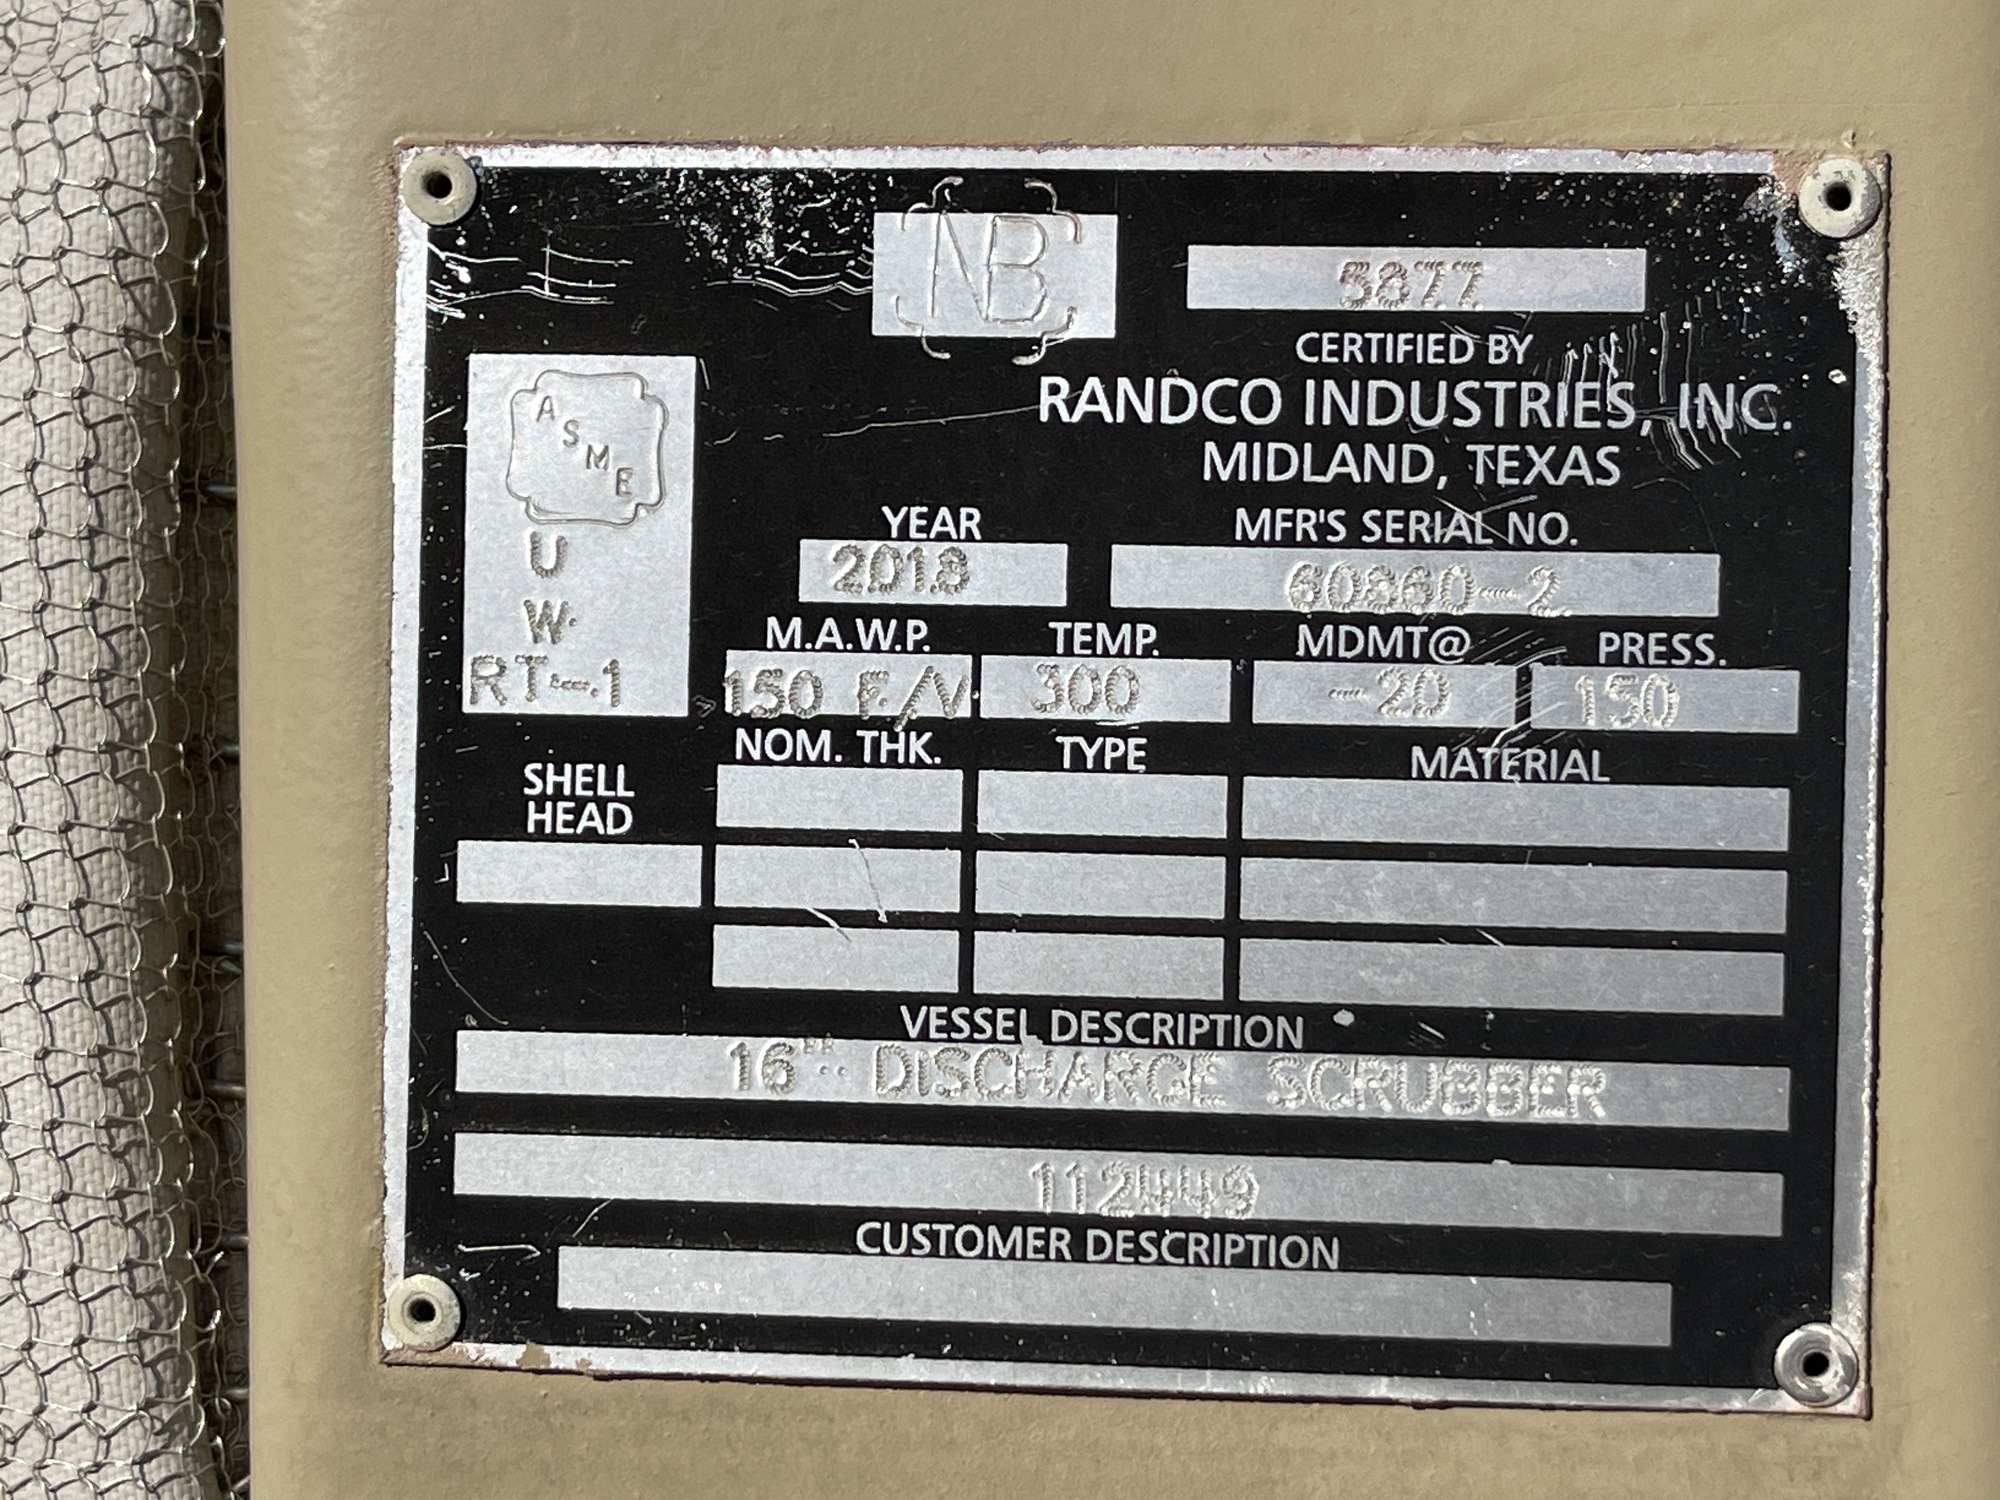 NB
5877
CERTIFIED BY
RANDCO INDUSTRIES, INC.
MIDLAND, TEXAS
ASME
U
W
RT-1
YEAR
2018
MFR'S SERIAL NO.
60860-2
M.A.W.P.
TEMP.
MDMT@
PRESS.
150 F/V
300
-20
150
NOM. THK.
TYPE
MATERIAL
SHELL
HEAD
VESSEL DESCRIPTION
16" DISCHARGE SCRUBBER
112449
CUSTOMER DESCRIPTION